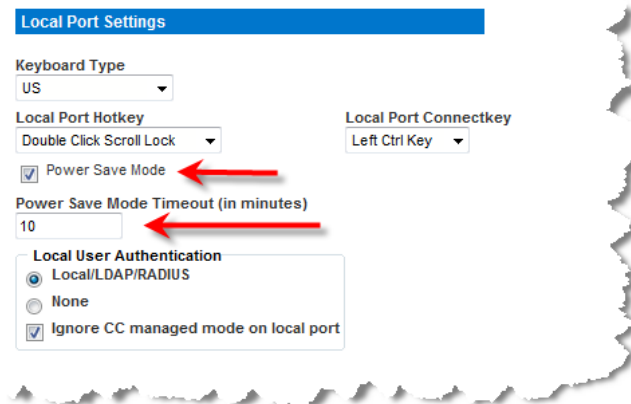 Local Port Settings
Keyboard Type
US
Local Port Hotkey
Local Port Connectkey
Double Click Scroll Lock
Left Ctrl Key
Power Save Mode
Power Save Mode Timeout (in minutes)
10
Local User Authentication
Local/LDAP/RADIUS
None
Ignore CC managed mode on local port